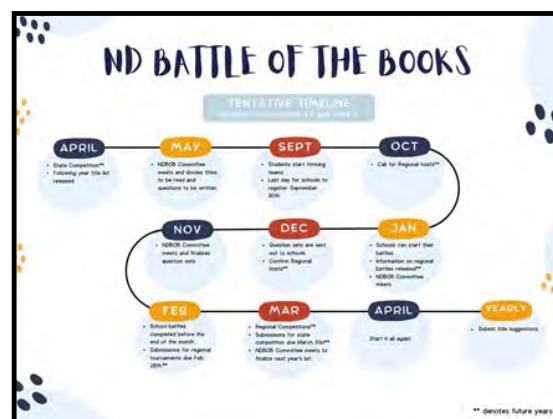 ND BATTLE OF THE BOOKS
TENTATIVE TIMELINE
APRIL
• State Competition**
• Following year title list
released
MAY
• NDBOB Committee
meets and divides titles
to be read and
questions to be written
SEPT
• Students start forming
teams
• Last day for schools to
register September
30th
OCT
• Call for Regional hosts**
NOV
• NDBOB Committee
meets and finalizes
question sets
DEC
• Question sets are sent
out to schools
• Confirm Regional
hosts**
JAN
• Schools can start their
battles
• Information on regional
battles released**
• NDBOB Committee
meets
FEB
• School battles
completed before the
end of the month
• Submissions for regional
tournaments due Feb
28th**
MAR
• Regional Competitions**
• Submissions for state
competition due March 31st**
• NDBOB Committee meets to
finalize next year's list
APRIL
Start it all again!
YEARLY
• Submit title suggestions
** denotes future years